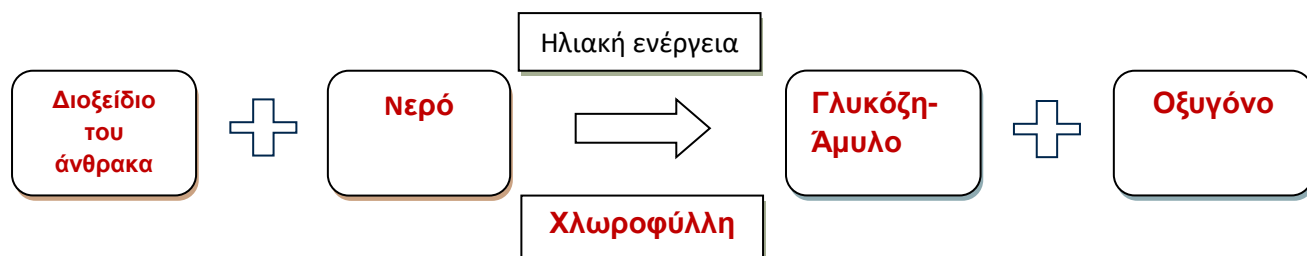 Ηλιακή ενέργεια
Διοξείδιο
του
άνθρακα
Νερό
Γλυκόζη-
Άμυλο
Οξυγόνο
Χλωροφύλλη